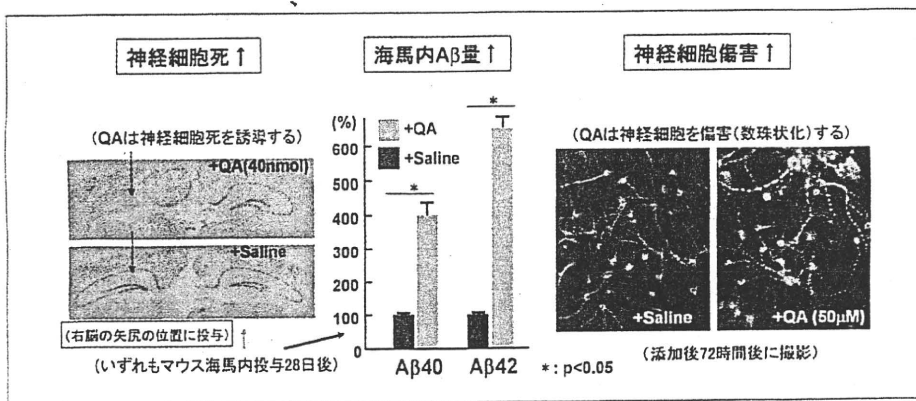 神経細胞死↑
(QAは神経細胞死を誘導する)
+QA(40nmol)
+Saline
(右脳の矢尻の位置に投与)
(いずれもマウス海馬内投与28日後)
海馬内Aβ量↑
(%)
600
500
400
300
200
100
0
+QA
+Saline
*
*
Aβ40
Aβ42
*: p<0.05
神経細胞傷害↑
(QAは神経細胞を傷害(数珠状化)する)
+Saline
+QA (50μM)
(添加後72時間後に撮影)